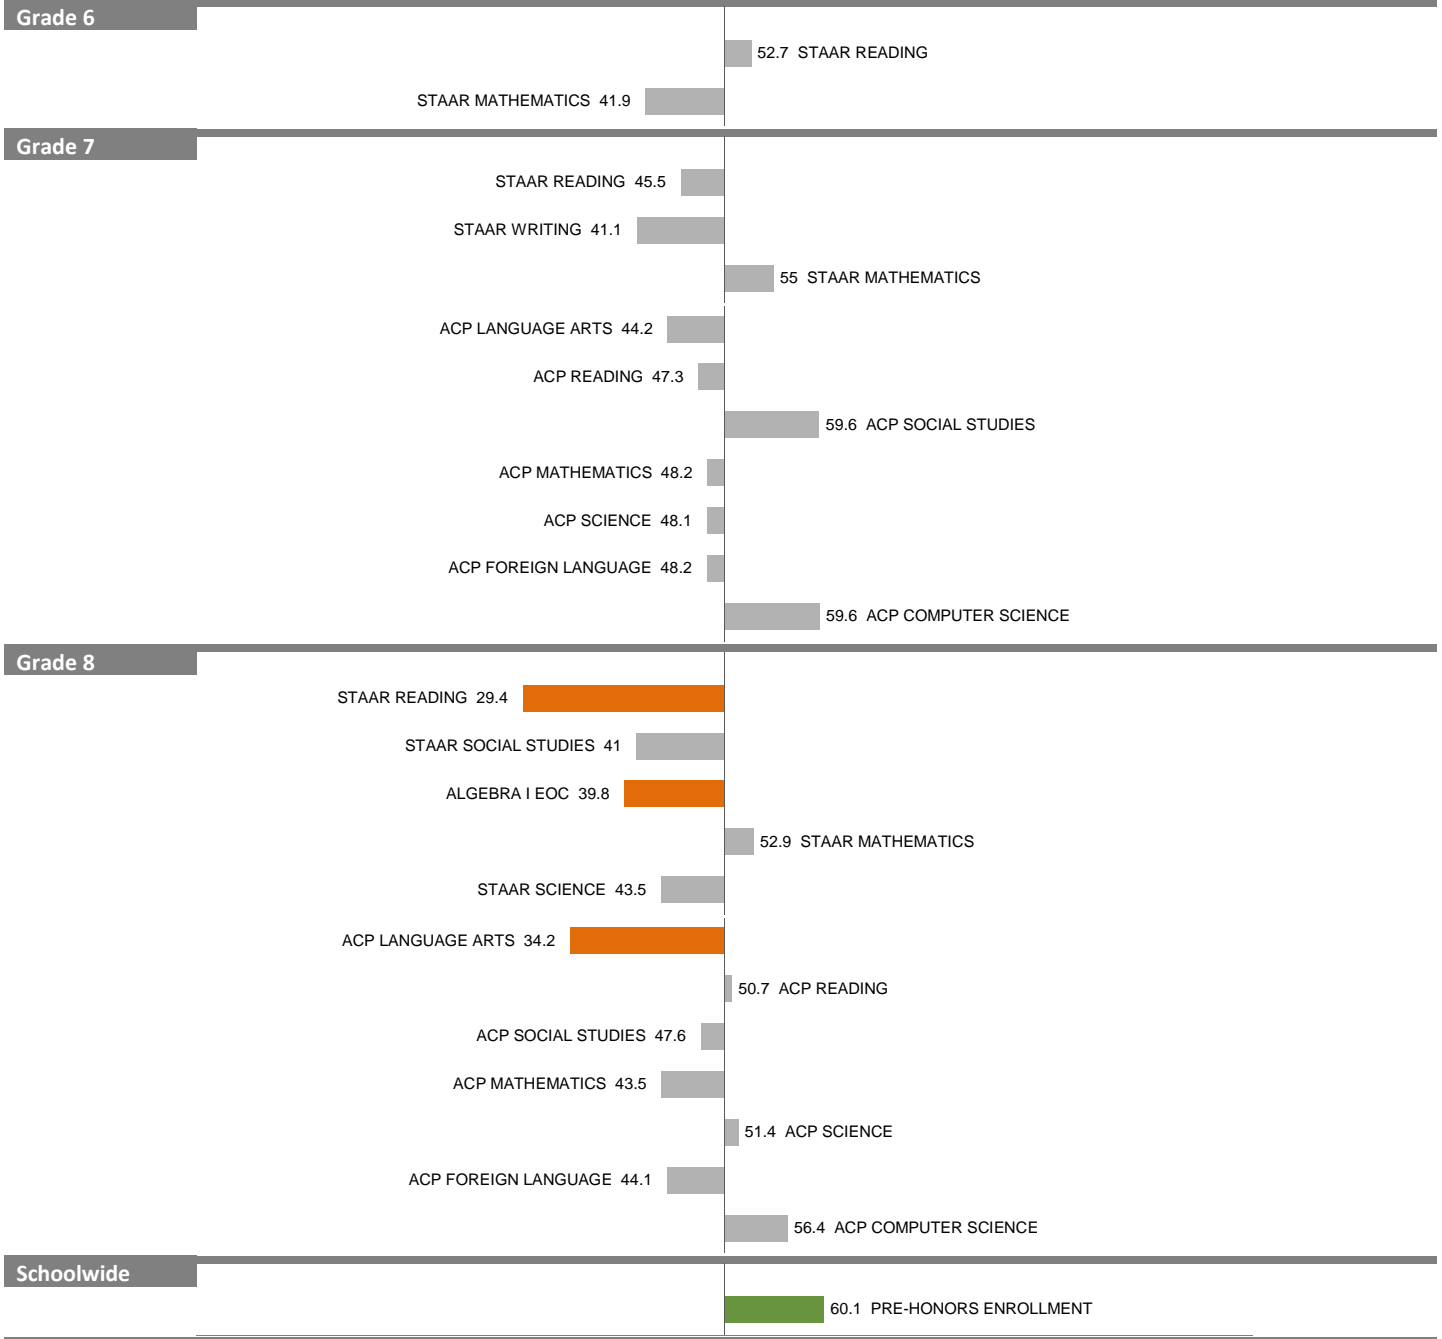 Grade 6
52.7 STAAR READING
STAAR MATHEMATICS 41.9
Grade 7
STAAR READING 45.5
STAAR WRITING 41.1
55 STAAR MATHEMATICS
ACP LANGUAGE ARTS 44.2
ACP READING 47.3
59.6 ACP SOCIAL STUDIES
ACP MATHEMATICS 48.2
ACP SCIENCE 48.1
ACP FOREIGN LANGUAGE 48.2
59.6 ACP COMPUTER SCIENCE
Grade 8
STAAR READING 29.4
STAAR SOCIAL STUDIES 41
ALGEBRA I EOC 39.8
52.9 STAAR MATHEMATICS
STAAR SCIENCE 43.5
ACP LANGUAGE ARTS 34.2
50.7 ACP READING
ACP SOCIAL STUDIES 47.6
ACP MATHEMATICS 43.5
51.4 ACP SCIENCE
ACP FOREIGN LANGUAGE 44.1
56.4 ACP COMPUTER SCIENCE
Schoolwide
60.1 PRE-HONORS ENROLLMENT